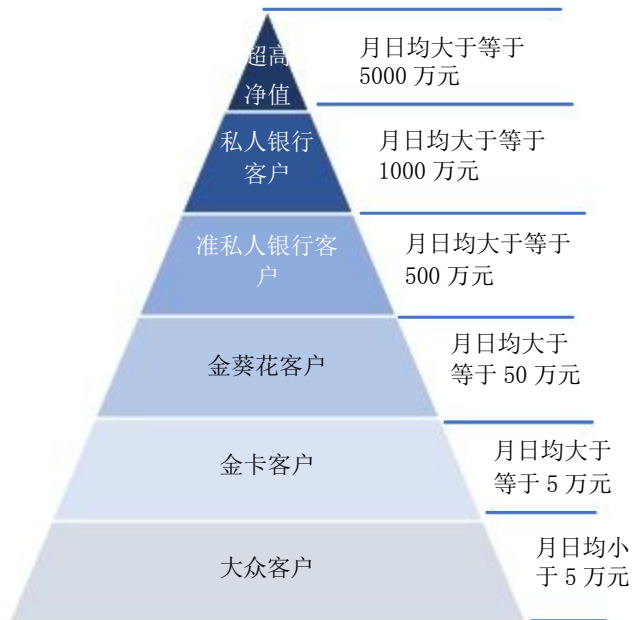 超高
净值
月日均大于等于
5000 万元
私人银行
客户
月日均大于等于
1000 万元
准私人银行客
户
月日均大于等于
500 万元
金葵花客户
月日均大于
等于 50 万元
金卡客户
月日均大于
等于 5 万元
大众客户
月日均小
于 5 万元